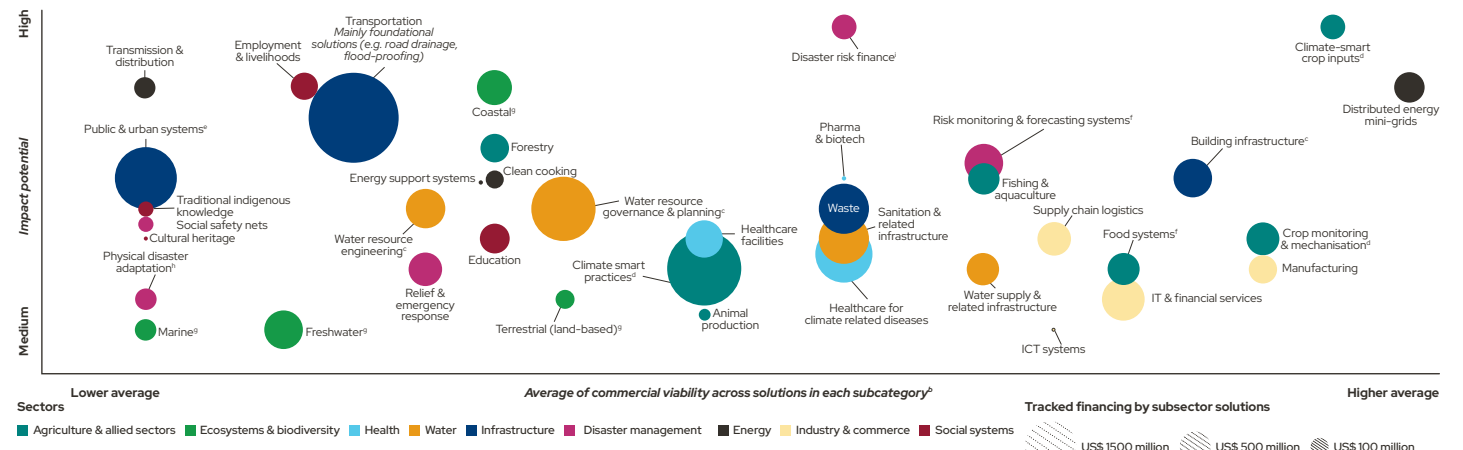 High
Impact potential
Medium
Transmission &
distribution
Employment
& livelihoods
Transportation
Mainly foundational
solutions (e.g. road drainage,
flood-proofing)
Coastalᵍ
Disaster risk financeⁱ
Climate-smart
crop inputsᵈ
Distributed energy
mini-grids
Public & urban systemsᵉ
Forestry
Clean cooking
Energy support systems
Pharma
& biotech
Risk monitoring & forecasting systemsᶠ
Building infrastructureᶜ
Traditional indigenous
knowledge
Social safety nets
Cultural heritage
Physical disaster
adaptationʰ
Marineᵍ
Freshwaterᵍ
Water resource
engineeringᶜ
Relief &
emergency
response
Education
Water resource
governance & planningᶜ
Climate smart
practicesᵈ
Terrestrial (land-based)ᵍ
Healthcare
facilities
Animal
production
Waste
Sanitation &
related
infrastructure
Healthcare for
climate related diseases
Fishing &
aquaculture
Supply chain logistics
Food systemsᶠ
Water supply &
related infrastructure
ICT systems
IT & financial services
Crop monitoring
& mechanisationᵈ
Manufacturing
Lower average
Average of commercial viability across solutions in each subcategoryᵇ
Higher average
Sectors
Agriculture & allied sectors
Ecosystems & biodiversity
Health
Water
Infrastructure
Disaster management
Energy
Industry & commerce
Social systems
Tracked financing by subsector solutions
US$ 1500 million
US$ 500 million
US$ 100 million